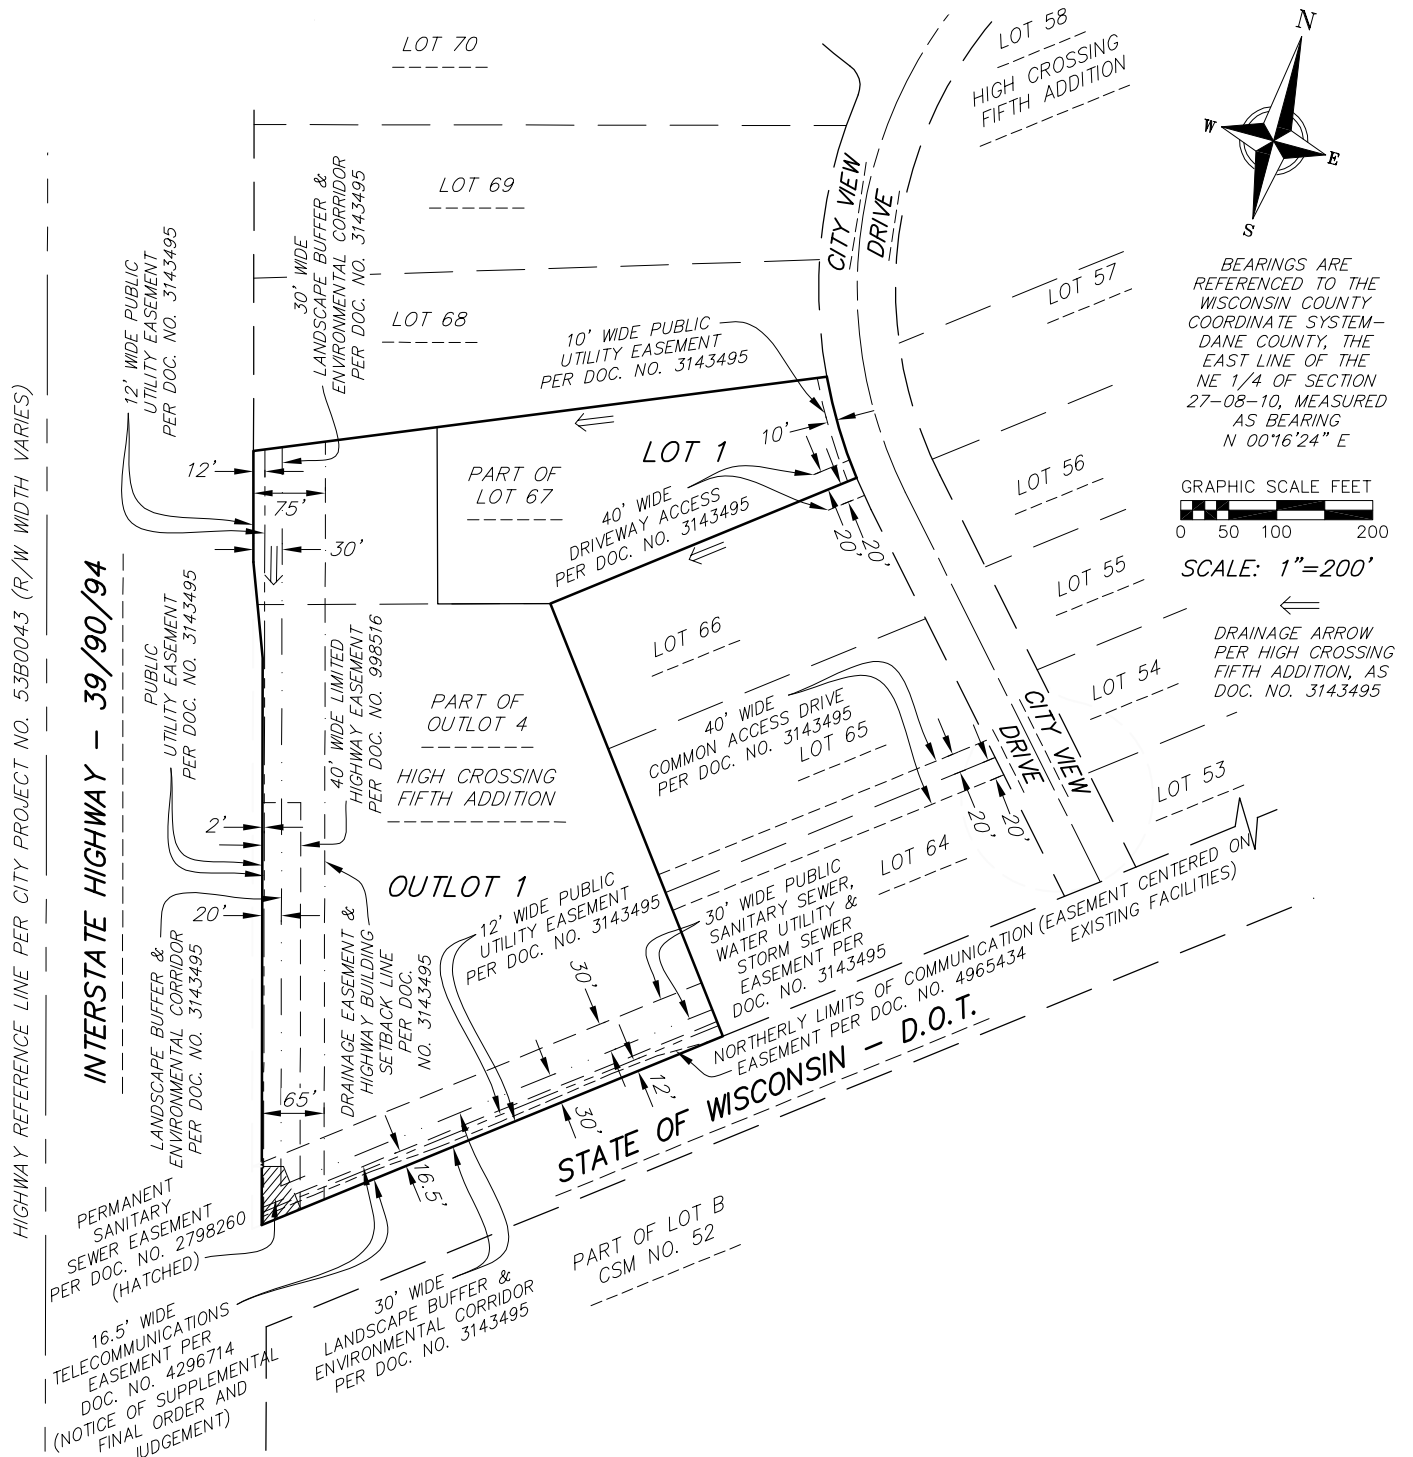 LOT 70
LOT 58
HIGH CROSSING
FIFTH ADDITION
N
W
E
S
LOT 69
CITY VIEW
DRIVE
12' WIDE PUBLIC
UTILITY EASEMENT
PER DOC. NO. 3143495
30' WIDE
LANDSCAPE BUFFER &
ENVIRONMENTAL CORRIDOR
PER DOC. NO. 3143495
LOT 68
10' WIDE PUBLIC
UTILITY EASEMENT
PER DOC. NO. 3143495
LOT 57
BEARINGS ARE
REFERENCED TO THE
WISCONSIN COUNTY
COORDINATE SYSTEM-
DANE COUNTY, THE
EAST LINE OF THE
NE 1/4 OF SECTION
27-08-10, MEASURED
AS BEARING
N 00°16'24" E
HIGHWAY REFERENCE LINE PER CITY PROJECT NO. 53B0043 (R/W WIDTH VARIES)
INTERSTATE HIGHWAY - 39/90/94
12'
75'
30'
PART OF
LOT 67
LOT 1
10'
40' WIDE
DRIVEWAY ACCESS
PER DOC. NO. 3143495
20'
20'
LOT 56
GRAPHIC SCALE FEET
0 50 100 200
SCALE: 1"=200'
DRAINAGE ARROW
PER HIGH CROSSING
FIFTH ADDITION, AS
DOC. NO. 3143495
LOT 55
LOT 66
LOT 54
PUBLIC
UTILITY EASEMENT
PER DOC. NO. 3143495
40' WIDE LIMITED
HIGHWAY EASEMENT
PER DOC. NO. 998516
PART OF
OUTLOT 4
HIGH CROSSING
FIFTH ADDITION
40' WIDE
COMMON ACCESS DRIVE
PER DOC. NO. 3143495
LOT 65
CITY VIEW
DRIVE
20'
20'
LOT 53
2'
20'
OUTLOT 1
LOT 64
LANDSCAPE BUFFER &
ENVIRONMENTAL CORRIDOR
PER DOC. NO. 3143495
DRAINAGE EASEMENT &
HIGHWAY BUILDING
SETBACK LINE
PER DOC.
NO. 3143495
12' WIDE PUBLIC
UTILITY EASEMENT
PER DOC. NO. 3143495
30' WIDE PUBLIC
SANITARY SEWER,
WATER UTILITY &
STORM SEWER
EASEMENT PER
DOC. NO. 3143495
NORTHERLY LIMITS OF COMMUNICATION (EASEMENT CENTERED ON
EASEMENT PER DOC. NO. 4965434
EXISTING FACILITIES)
30'
12'
30'
65'
16.5'
STATE OF WISCONSIN - D.O.T.
PERMANENT
SANITARY
SEWER EASEMENT
PER DOC. NO. 2798260
(HATCHED)
16.5' WIDE
TELECOMMUNICATIONS
EASEMENT PER
DOC. NO. 4296714
(NOTICE OF SUPPLEMENTAL
FINAL ORDER AND
JUDGEMENT)
30' WIDE
LANDSCAPE BUFFER &
ENVIRONMENTAL CORRIDOR
PER DOC. NO. 3143495
PART OF LOT B
CSM NO. 52